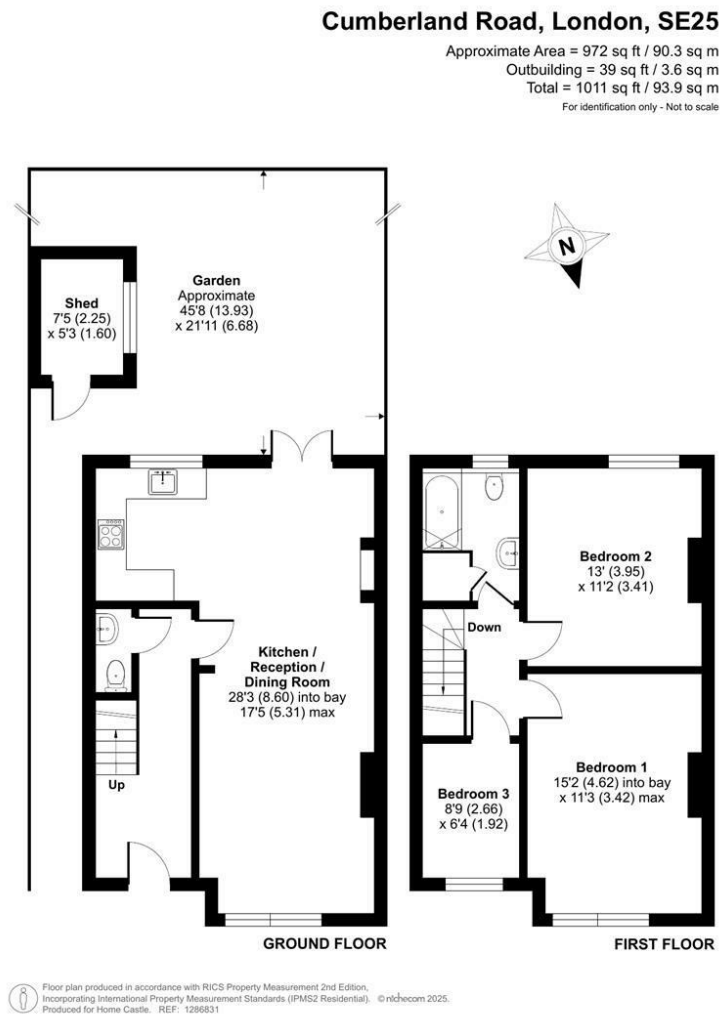 Cumberland Road, London, SE25
Approximate Area = 972 sq ft / 90.3 sq m
Outbuilding = 39 sq ft / 3.6 sq m
Total = 1011 sq ft / 93.9 sq m
For identification only - Not to scale
N
Garden
Approximate
45'8 (13.93)
x 21'11 (6.68)
Shed
7'5 (2.25)
x 5'3 (1.60)
Kitchen /
Reception /
Dining Room
28'3 (8.60) into bay
17'5 (5.31) max
Up
GROUND FLOOR
Bedroom 2
13' (3.95)
x 11'2 (3.41)
Down
Bedroom 1
15'2 (4.62) into bay
x 11'3 (3.42) max
Bedroom 3
8'9 (2.66)
x 6'4 (1.92)
FIRST FLOOR
Floor plan produced in accordance with RICS Property Measurement 2nd Edition,
Incorporating International Property Measurement Standards (IPMS2 Residential). © nichecom 2025.
Produced for Home Castle. REF: 1286831